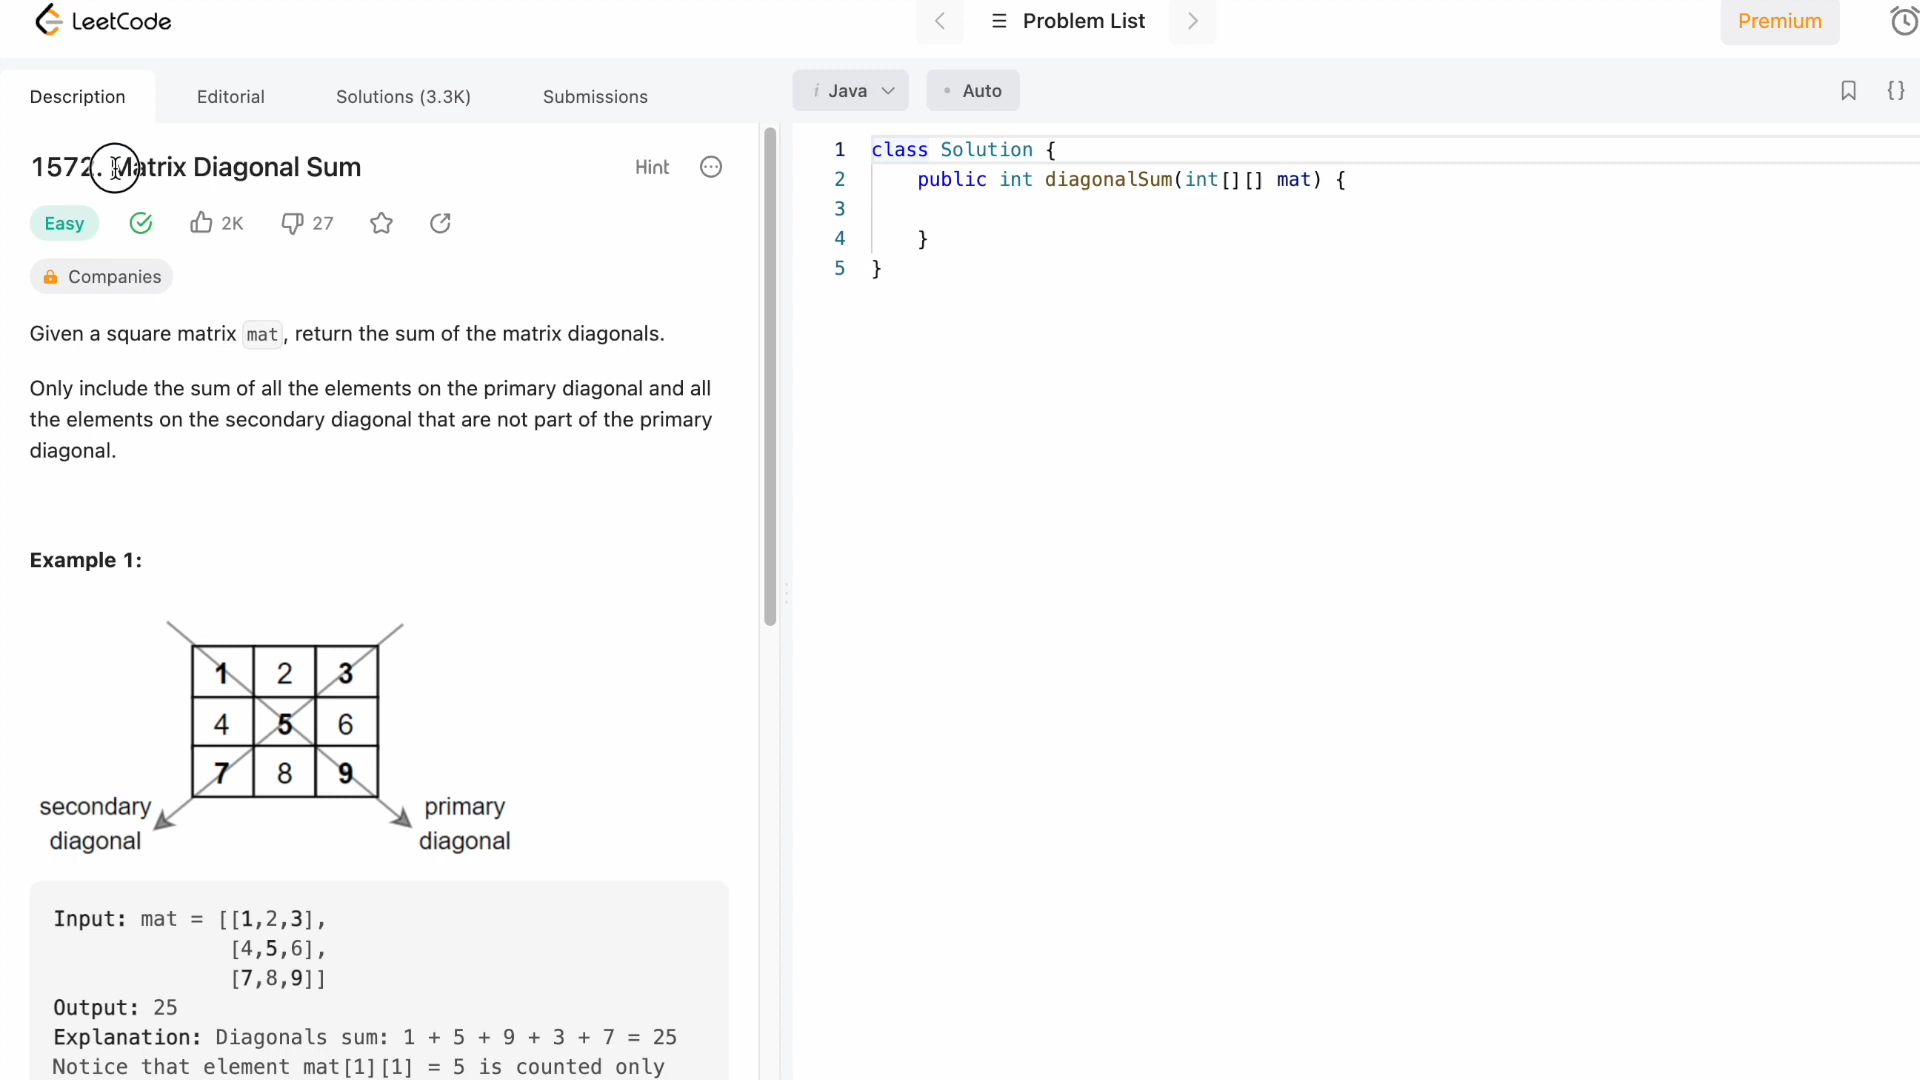 LeetCode
Problem List
Premium
Description
Editorial
Solutions (3.3K)
Submissions
i Java
• Auto
{}
1572. Matrix Diagonal Sum
Hint
Easy
2K
27
Companies
Given a square matrix mat, return the sum of the matrix diagonals.
Only include the sum of all the elements on the primary diagonal and all
the elements on the secondary diagonal that are not part of the primary
diagonal.
Example 1:
1 2 3
4 5 6
7 8 9
secondary
diagonal
primary
diagonal
Input: mat = [[1,2,3],
[4,5,6],
[7,8,9]]
Output: 25
Explanation: Diagonals sum: 1 + 5 + 9 + 3 + 7 = 25
Notice that element mat[1][1] = 5 is counted only
1 class Solution {
2 public int diagonalSum(int[][] mat) {
3
4 }
5 }